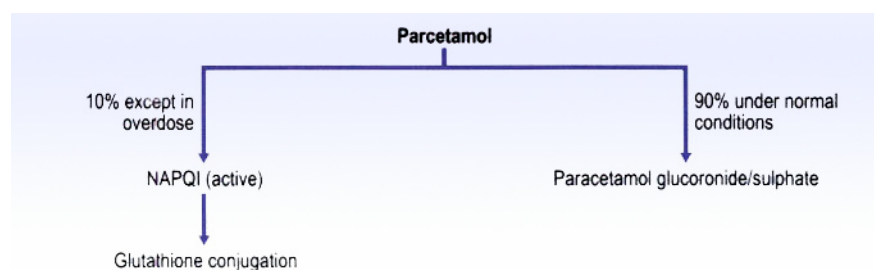 Parcetamol
10% except in
overdose
90% under normal
conditions
NAPQI (active)
Paracetamol glucoronide/sulphate
Glutathione conjugation